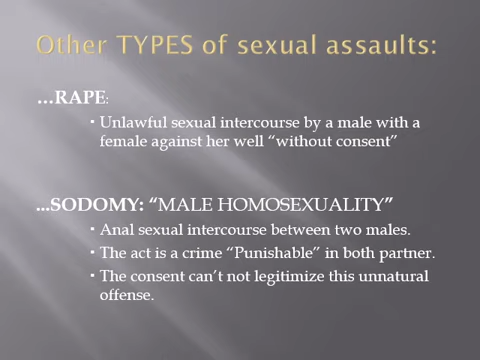 Other TYPES of sexual assaults:
...RAPE:
Unlawful sexual intercourse by a male with a
female against her well “without consent”
...SODOMY: “MALE HOMOSEXUALITY”
Anal sexual intercourse between two males.
The act is a crime “Punishable” in both partner.
The consent can’t not legitimize this unnatural
offense.